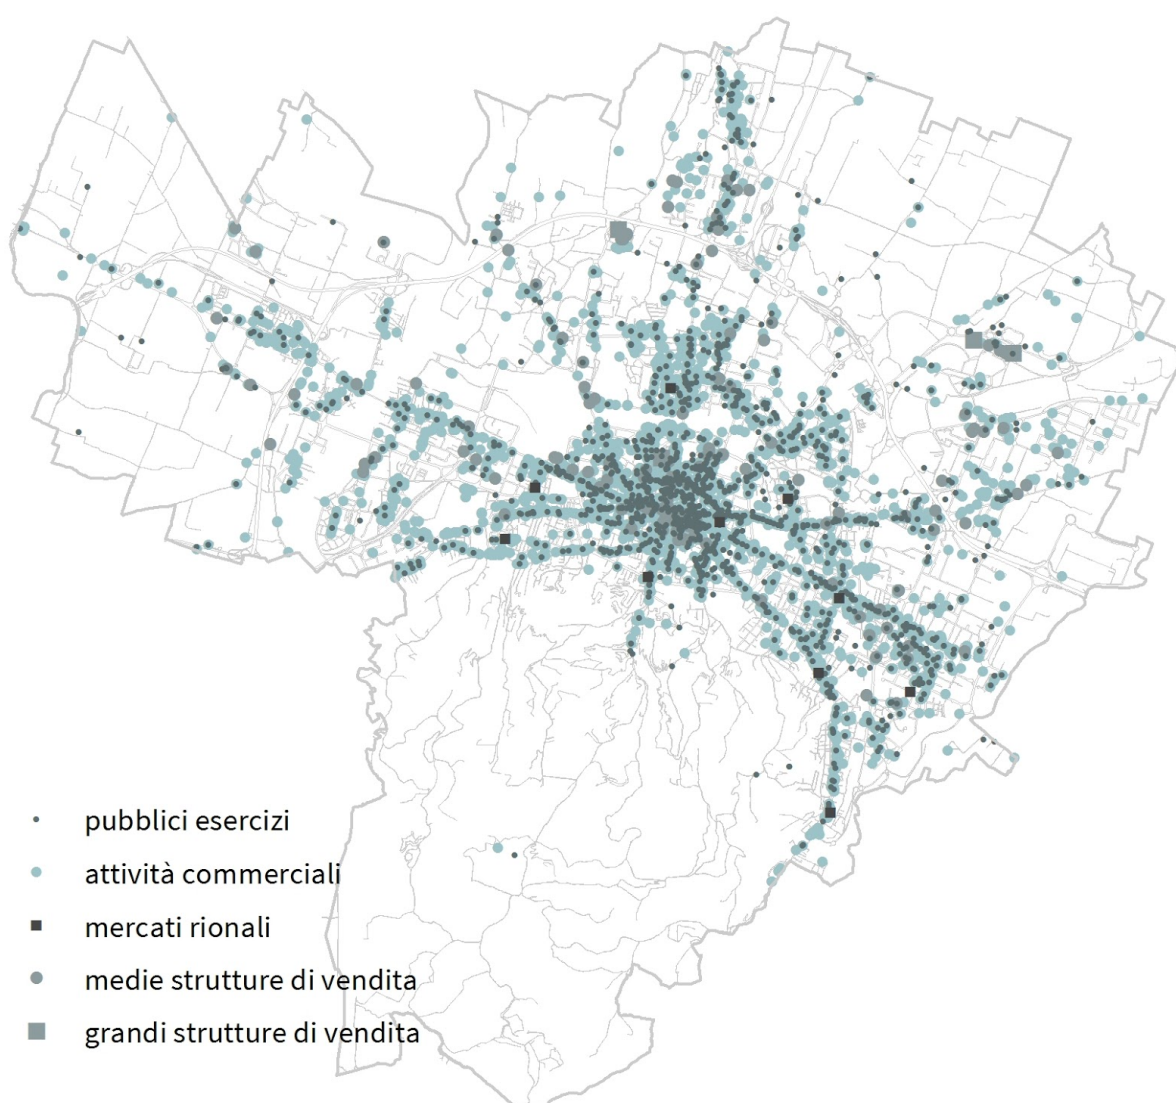 pubblici esercizi
attività commerciali
mercati rionali
medie strutture di vendita
grandi strutture di vendita